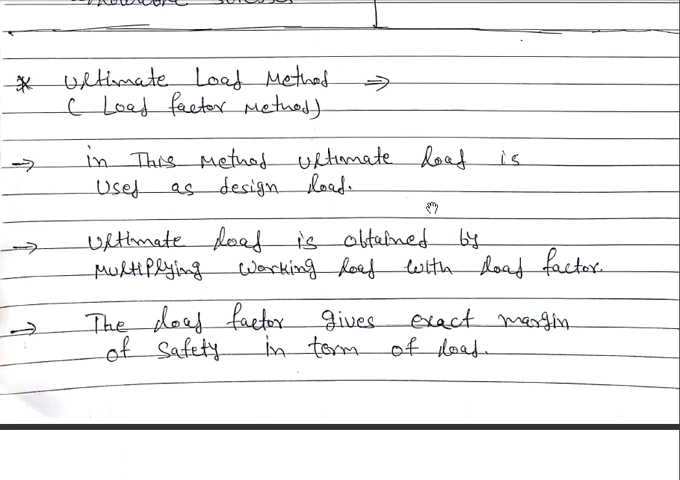 * Ultimate Load Method ⇒
( Load factor Method)
→ in This Method ultimate load is
Used as design load.
→ Ultimate load is obtained by
Multiplying working load with load factor.
→ The load factor gives exact margin
of Safety in term of load.